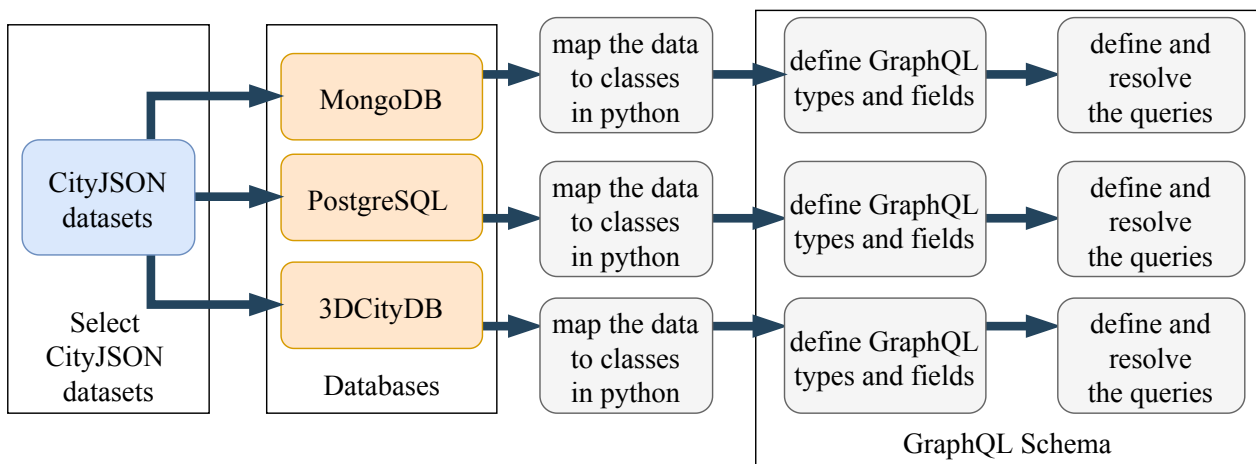 CityJSON
datasets
Select
CityJSON
datasets
MongoDB
PostgreSQL
3DCityDB
Databases
map the data
to classes
in python
map the data
to classes
in python
map the data
to classes
in python
define GraphQL
types and fields
define and
resolve
the queries
define GraphQL
types and fields
define and
resolve
the queries
define GraphQL
types and fields
define and
resolve
the queries
GraphQL Schema